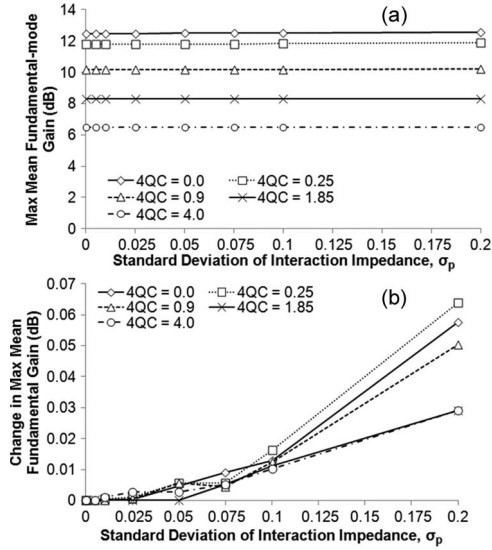 (a)
Max Mean Fundamental-mode
Gain (dB)
14
12
10
8
6
4
2
0
4QC = 0.0 4QC = 0.25
4QC = 0.9 4QC = 1.85
4QC = 4.0
0 0.025 0.05 0.075 0.1 0.125 0.15 0.175 0.2
Standard Deviation of Interaction Impedance, σp
(b)
Change in Max Mean
Fundamental Gain (dB)
0.07
0.06
0.05
0.04
0.03
0.02
0.01
0
4QC = 0.0 4QC = 0.25
4QC = 0.9 4QC = 1.85
4QC = 4.0
0 0.025 0.05 0.075 0.1 0.125 0.15 0.175 0.2
Standard Deviation of Interaction Impedance, σp